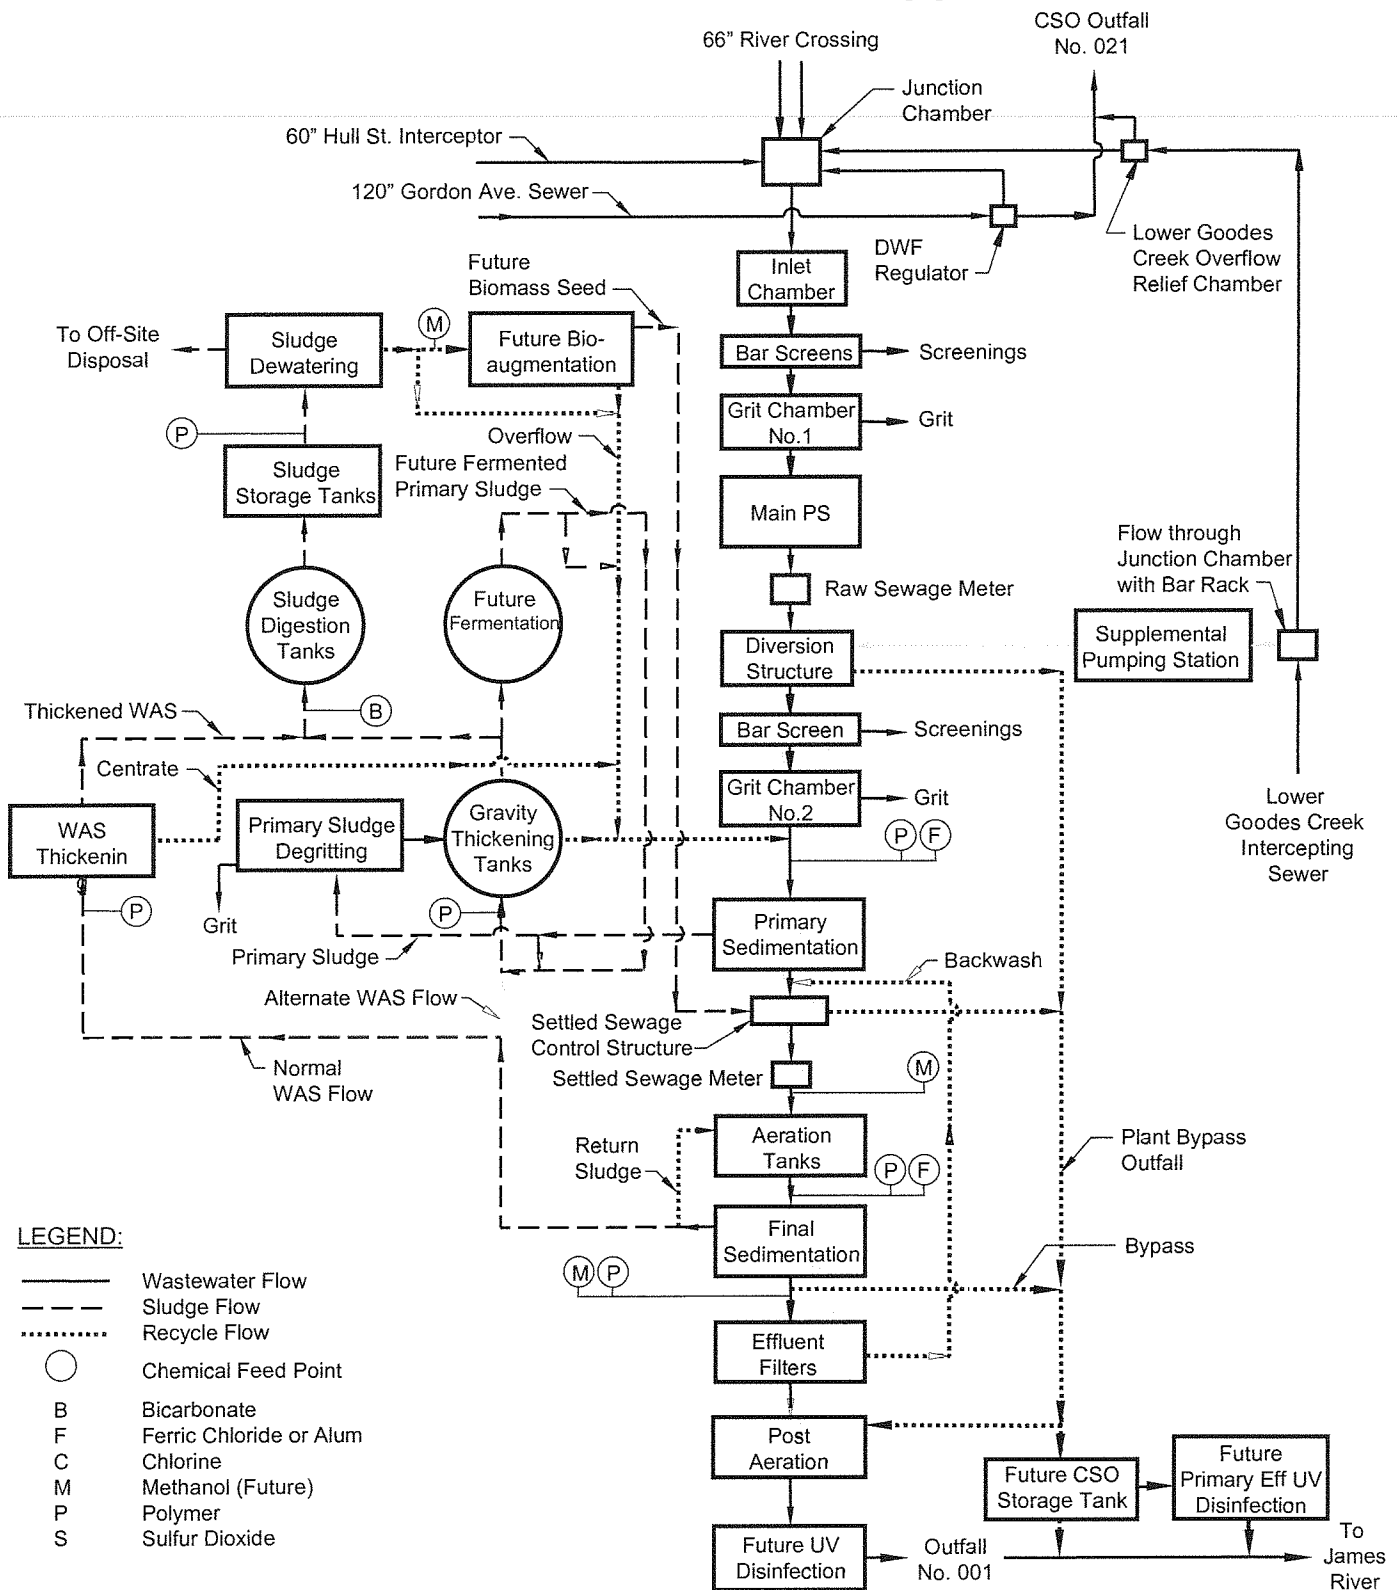 CSO Outfall
No. 021
66" River Crossing
Junction
Chamber
60" Hull St. Interceptor
120" Gordon Ave. Sewer
Lower Goodes
Creek Overflow
Relief Chamber
DWF
Regulator
Inlet
Chamber
Future
Biomass Seed
To Off-Site
Disposal
Sludge
Dewatering
M
Future Bio-
augmentation
Bar Screens
Screenings
Grit Chamber
No.1
Grit
P
Overflow
Future Fermented
Primary Sludge
Sludge
Storage Tanks
Main PS
Flow through
Junction Chamber
with Bar Rack
Raw Sewage Meter
Sludge
Digestion
Tanks
Future
Fermentation
Diversion
Structure
Supplemental
Pumping Station
Thickened WAS
B
Bar Screen
Screenings
Centrate
Grit Chamber
No.2
Grit
Lower
Goodes Creek
Intercepting
Sewer
WAS
Thickenin
g
Primary Sludge
Degritting
Gravity
Thickening
Tanks
P
F
P
Grit
P
Primary Sludge
Primary
Sedimentation
Backwash
Alternate WAS Flow
Settled Sewage
Control Structure
Normal
WAS Flow
Settled Sewage Meter
M
Return
Sludge
Aeration
Tanks
P
F
Plant Bypass
Outfall
Final
Sedimentation
Bypass
M
P
Effluent
Filters
Post
Aeration
Future CSO
Storage Tank
Future
Primary Eff UV
Disinfection
Future UV
Disinfection
Outfall
No. 001
To
James
River
LEGEND:
Wastewater Flow
Sludge Flow
Recycle Flow
Chemical Feed Point
B Bicarbonate
F Ferric Chloride or Alum
C Chlorine
M Methanol (Future)
P Polymer
S Sulfur Dioxide